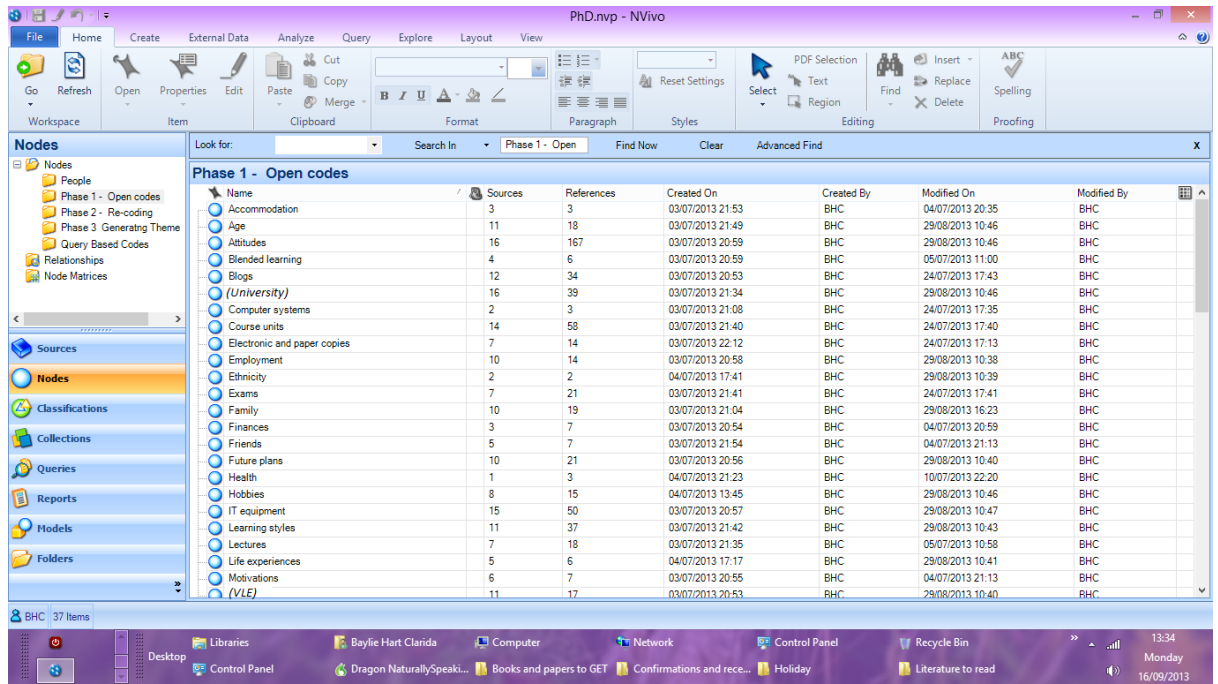 PhD.nvp - NVivo
File Home Create External Data Analyze Query Explore Layout View
Go Refresh Open Properties Edit Paste Cut Copy Merge
B I U A
Reset Settings
Select PDF Selection Text Region Find Insert Replace Delete
ABC Spelling
Workspace Item Clipboard Format Paragraph Styles Editing Proofing
Nodes Look for: Search In Phase 1 - Open Find Now Clear Advanced Find x
Nodes
People
Phase 1 - Open codes
Phase 2 - Re-coding
Phase 3 Generatng Theme
Query Based Codes
Relationships
Node Matrices
Sources
Nodes
Classifications
Collections
Queries
Reports
Models
Folders
Phase 1 - Open codes
Name Sources References Created On Created By Modified On Modified By
Accommodation 3 3 03/07/2013 21:53 BHC 04/07/2013 20:35 BHC
Age 11 18 03/07/2013 21:49 BHC 29/08/2013 10:46 BHC
Attitudes 16 167 03/07/2013 20:59 BHC 29/08/2013 10:46 BHC
Blended learning 4 6 03/07/2013 20:59 BHC 05/07/2013 11:00 BHC
Blogs 12 34 03/07/2013 20:53 BHC 24/07/2013 17:43 BHC
(University) 16 39 03/07/2013 21:34 BHC 29/08/2013 10:46 BHC
Computer systems 2 3 03/07/2013 21:08 BHC 24/07/2013 17:35 BHC
Course units 14 58 03/07/2013 21:40 BHC 24/07/2013 17:40 BHC
Electronic and paper copies 7 14 03/07/2013 22:12 BHC 24/07/2013 17:13 BHC
Employment 10 14 03/07/2013 20:58 BHC 29/08/2013 10:38 BHC
Ethnicity 2 2 04/07/2013 17:41 BHC 29/08/2013 10:39 BHC
Exams 7 21 03/07/2013 21:41 BHC 24/07/2013 17:41 BHC
Family 10 19 03/07/2013 21:04 BHC 29/08/2013 16:23 BHC
Finances 3 7 03/07/2013 20:54 BHC 04/07/2013 20:59 BHC
Friends 5 7 03/07/2013 21:54 BHC 04/07/2013 21:13 BHC
Future plans 10 21 03/07/2013 20:56 BHC 29/08/2013 10:40 BHC
Health 1 3 04/07/2013 21:23 BHC 10/07/2013 22:20 BHC
Hobbies 8 15 04/07/2013 13:45 BHC 29/08/2013 10:46 BHC
IT equipment 15 50 03/07/2013 20:57 BHC 29/08/2013 10:47 BHC
Learning styles 11 37 03/07/2013 21:42 BHC 29/08/2013 10:43 BHC
Lectures 7 18 03/07/2013 21:35 BHC 05/07/2013 10:58 BHC
Life experiences 5 6 04/07/2013 17:17 BHC 29/08/2013 10:41 BHC
Motivations 6 7 03/07/2013 20:55 BHC 04/07/2013 21:13 BHC
(VLE) 11 17 03/07/2013 20:53 BHC 29/08/2013 10:40 BHC
BHC 37 Items
Desktop
Libraries Baylie Hart Clarida Computer Network Control Panel Recycle Bin
Control Panel Dragon NaturallySpeaki... Books and papers to GET Confirmations and rece... Holiday Literature to read
13:34
Monday
16/09/2013